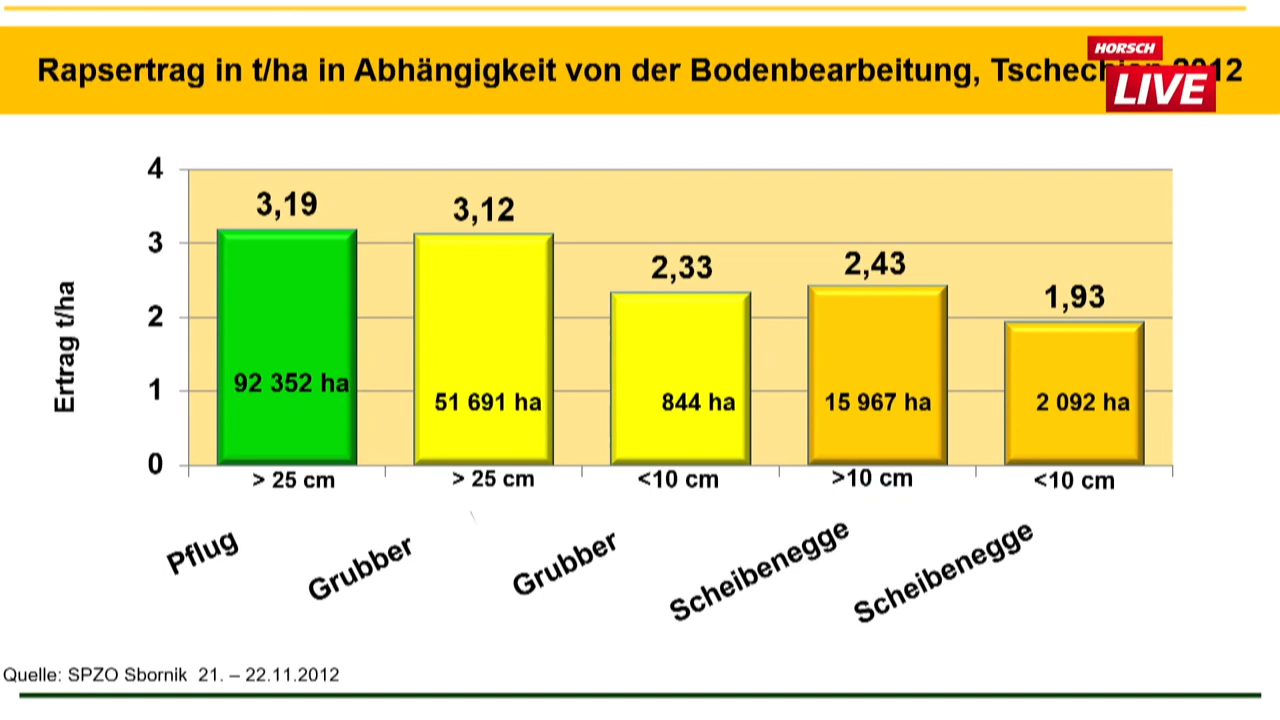 Rapsertrag in t/ha in Abhängigkeit von der Bodenbearbeitung, Tschechien 2012
HORSCH
LIVE
Ertrag t/ha
4
3
2
1
0
3,19
3,12
2,33
2,43
1,93
92 352 ha
51 691 ha
844 ha
15 967 ha
2 092 ha
> 25 cm
> 25 cm
<10 cm
>10 cm
<10 cm
Pflug
Grubber
Grubber
Scheibenegge
Scheibenegge
Quelle: SPZO Sbornik 21. – 22.11.2012